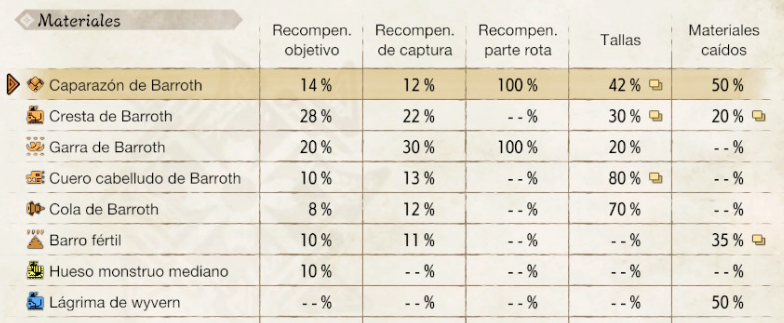 Materiales
Recompen. objetivo Recompen. de captura Recompen. parte rota Tallas Materiales caídos
Caparazón de Barroth 14 % 12 % 100 % 42 % 50 %
Cresta de Barroth 28 % 22 % - - % 30 % 20 %
Garra de Barroth 20 % 30 % 100 % 20 % - - %
Cuero cabelludo de Barroth 10 % 13 % - - % 80 % - - %
Cola de Barroth 8 % 12 % - - % 70 % - - %
Barro fértil 10 % 11 % - - % - - % 35 %
Hueso monstruo mediano 10 % - - % - - % - - % - - %
Lágrima de wyvern - - % - - % - - % - - % 50 %